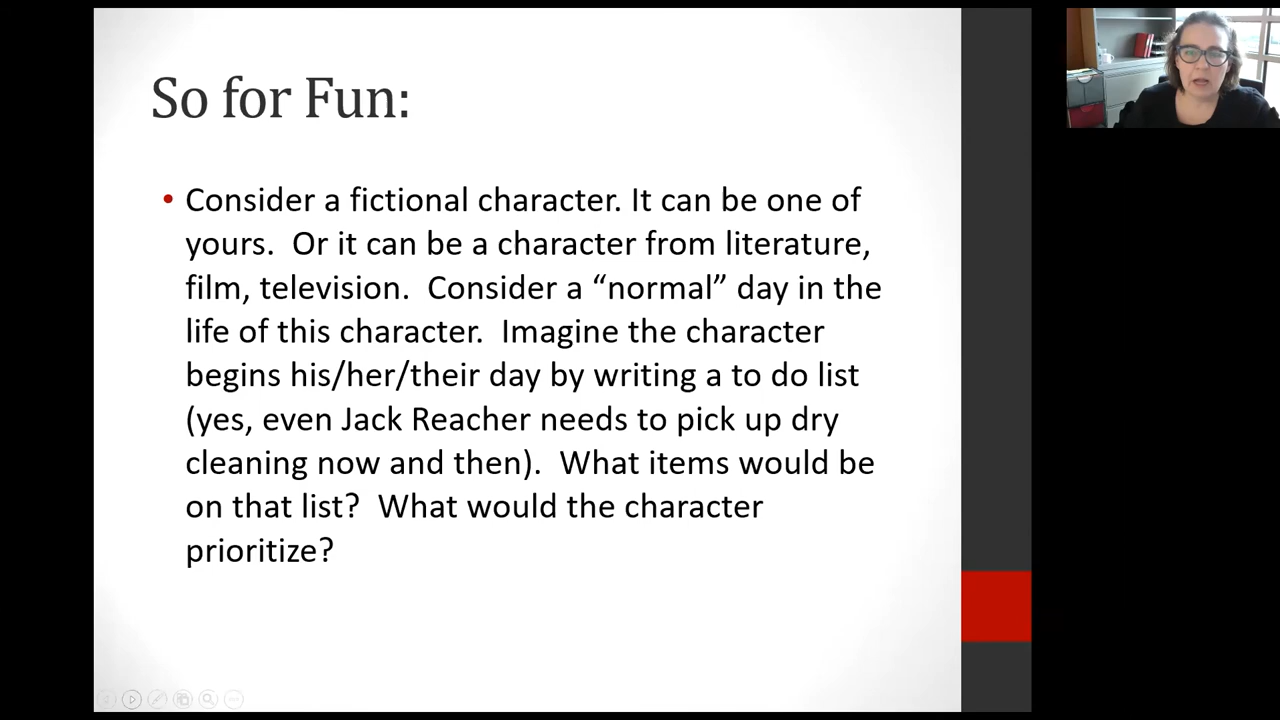 So for Fun:
• Consider a fictional character. It can be one of
yours.  Or it can be a character from literature,
film, television.  Consider a “normal” day in the
life of this character.  Imagine the character
begins his/her/their day by writing a to do list
(yes, even Jack Reacher needs to pick up dry
cleaning now and then).  What items would be
on that list?  What would the character
prioritize?